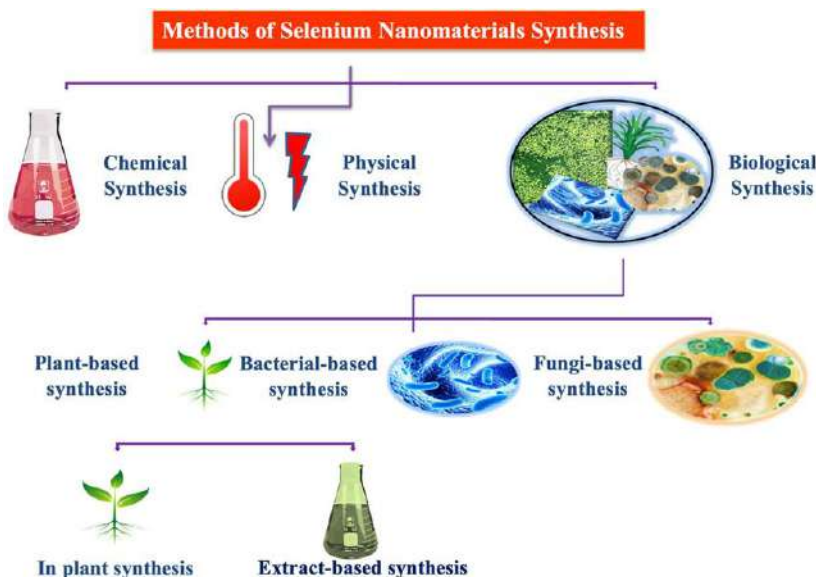 Methods of Selenium Nanomaterials Synthesis
Chemical
Synthesis
Physical
Synthesis
Biological
Synthesis
Plant-based
synthesis
Bacterial-based
synthesis
Fungi-based
synthesis
In plant synthesis
Extract-based synthesis